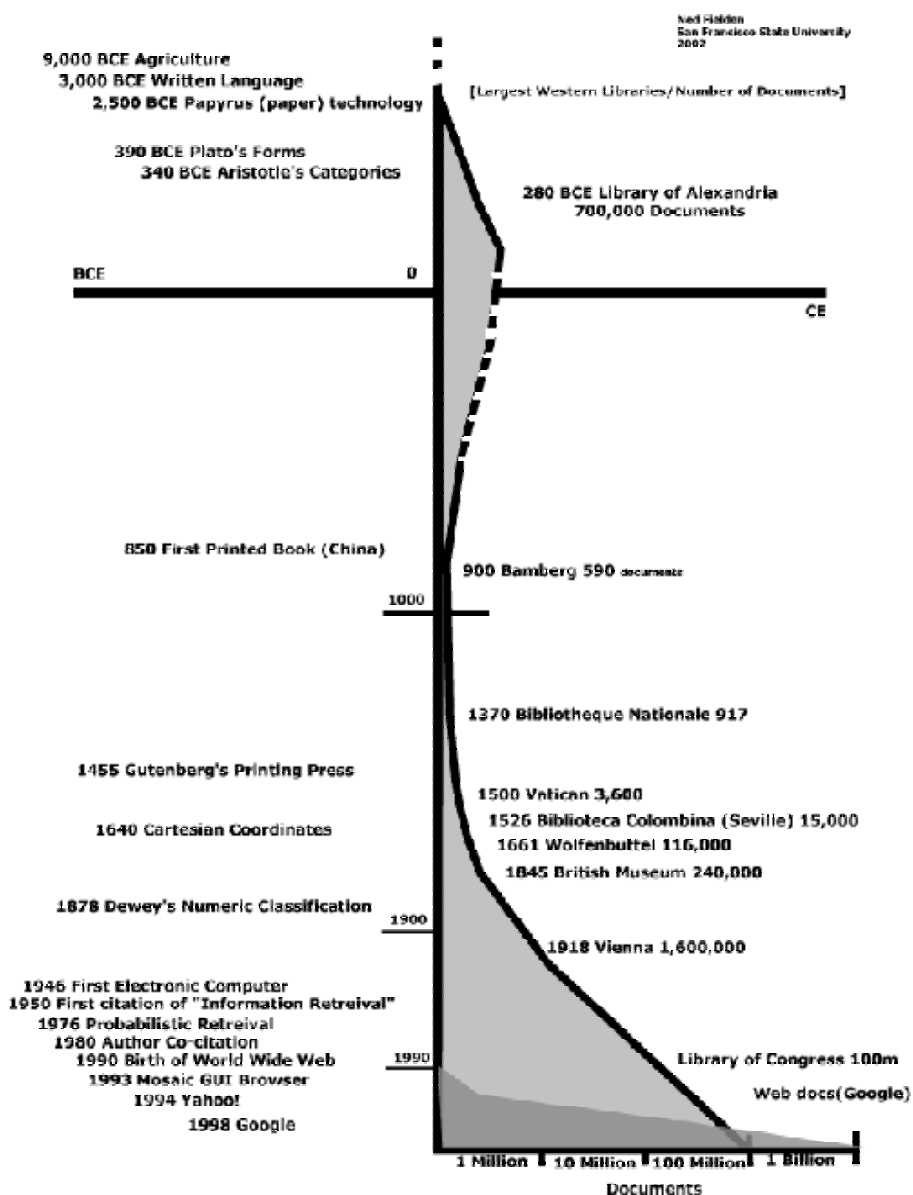 Ned Fielden
San Francisco State University
2002
9,000 BCE Agriculture
3,000 BCE Written Language
2,500 BCE Papyrus (paper) technology
[Largest Western Libraries/Number of Documents]
390 BCE Plato's Forms
340 BCE Aristotle's Categories
280 BCE Library of Alexandria
700,000 Documents
BCE
0
CE
850 First Printed Book (China)
900 Bamberg 590 documents
1000
1370 Bibliotheque Nationale 917
1455 Gutenberg's Printing Press
1500 Vatican 3,600
1526 Biblioteca Colombina (Seville) 15,000
1640 Cartesian Coordinates
1661 Wolfenbuttel 116,000
1845 British Museum 240,000
1878 Dewey's Numeric Classification
1900
1918 Vienna 1,600,000
1946 First Electronic Computer
1950 First citation of "Information Retreival"
1976 Probabilistic Retreival
1980 Author Co-citation
1990 Birth of World Wide Web
1990
Library of Congress 100m
1993 Mosaic GUI Browser
Web docs(Google)
1994 Yahoo!
1998 Google
1 Million 10 Million 100 Million 1 Billion
Documents